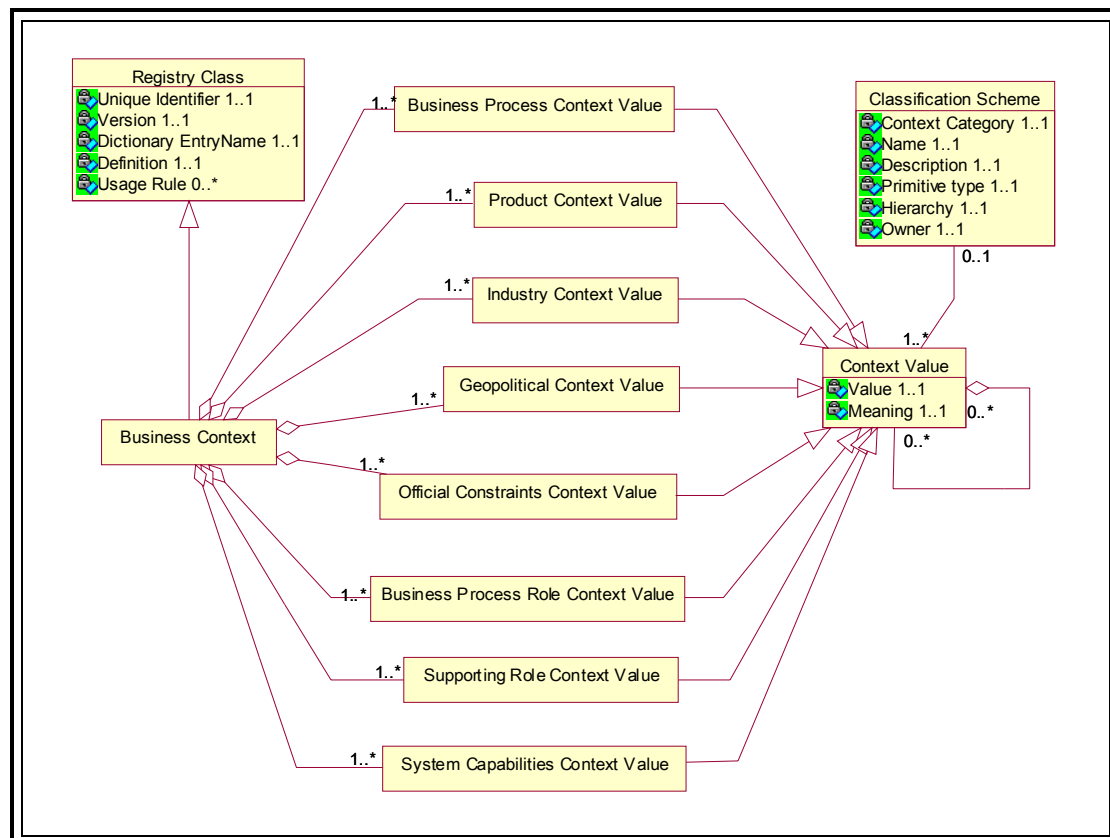 Registry Class
Unique Identifier 1..1
Version 1..1
Dictionary EntryName 1..1
Definition 1..1
Usage Rule 0..*
1..*
Business Process Context Value
Classification Scheme
Context Category 1..1
Name 1..1
Description 1..1
Primitive type 1..1
Hierarchy 1..1
Owner 1..1
0..1
1..*
Product Context Value
1..*
Industry Context Value
1..*
Context Value
Value 1..1
Meaning 1..1
0..*
0..*
1..*
Geopolitical Context Value
Business Context
1..*
Official Constraints Context Value
1..*
Business Process Role Context Value
1..*
Supporting Role Context Value
1..*
System Capabilities Context Value